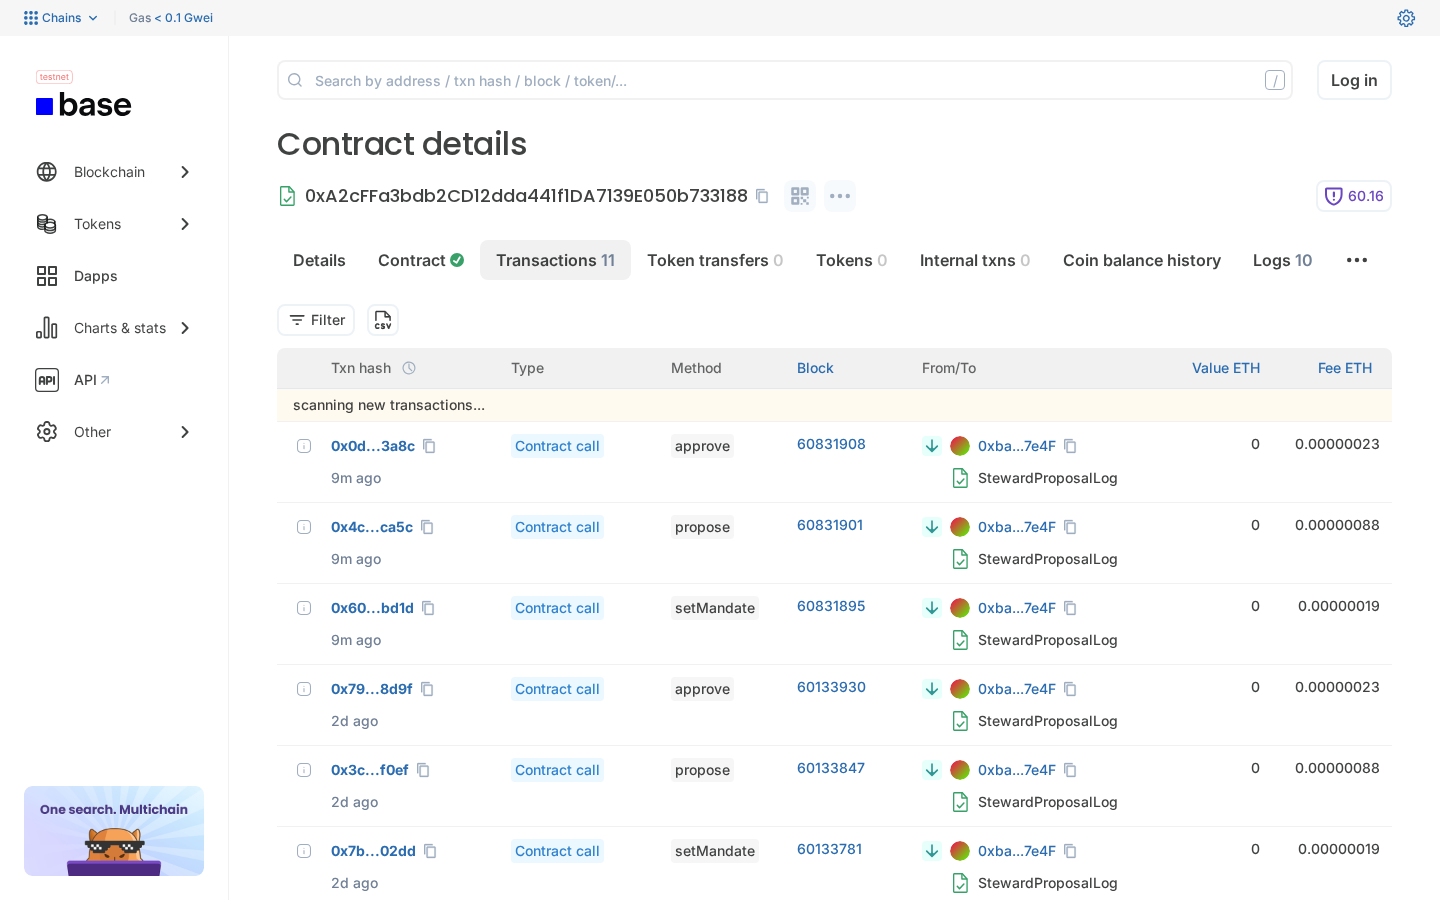 Chains
Gas < 0.1 Gwei
testnet
base
Search by address / txn hash / block / token/...
/
Log in
Blockchain
Tokens
Dapps
Charts & stats
API
API
Other
One search. Multichain
Contract details
0xA2cFFa3bdb2CD12dda441f1DA7139E050b733188
60.16
Details
Contract
Transactions 11
Token transfers 0
Tokens 0
Internal txns 0
Coin balance history
Logs 10
Filter
CSV
Txn hash Type Method Block From/To Value ETH Fee ETH
scanning new transactions...
0x0d...3a8c Contract call approve 60831908 0xba...7e4F 0 0.00000023
9m ago StewardProposalLog
0x4c...ca5c Contract call propose 60831901 0xba...7e4F 0 0.00000088
9m ago StewardProposalLog
0x60...bd1d Contract call setMandate 60831895 0xba...7e4F 0 0.00000019
9m ago StewardProposalLog
0x79...8d9f Contract call approve 60133930 0xba...7e4F 0 0.00000023
2d ago StewardProposalLog
0x3c...f0ef Contract call propose 60133847 0xba...7e4F 0 0.00000088
2d ago StewardProposalLog
0x7b...02dd Contract call setMandate 60133781 0xba...7e4F 0 0.00000019
2d ago StewardProposalLog